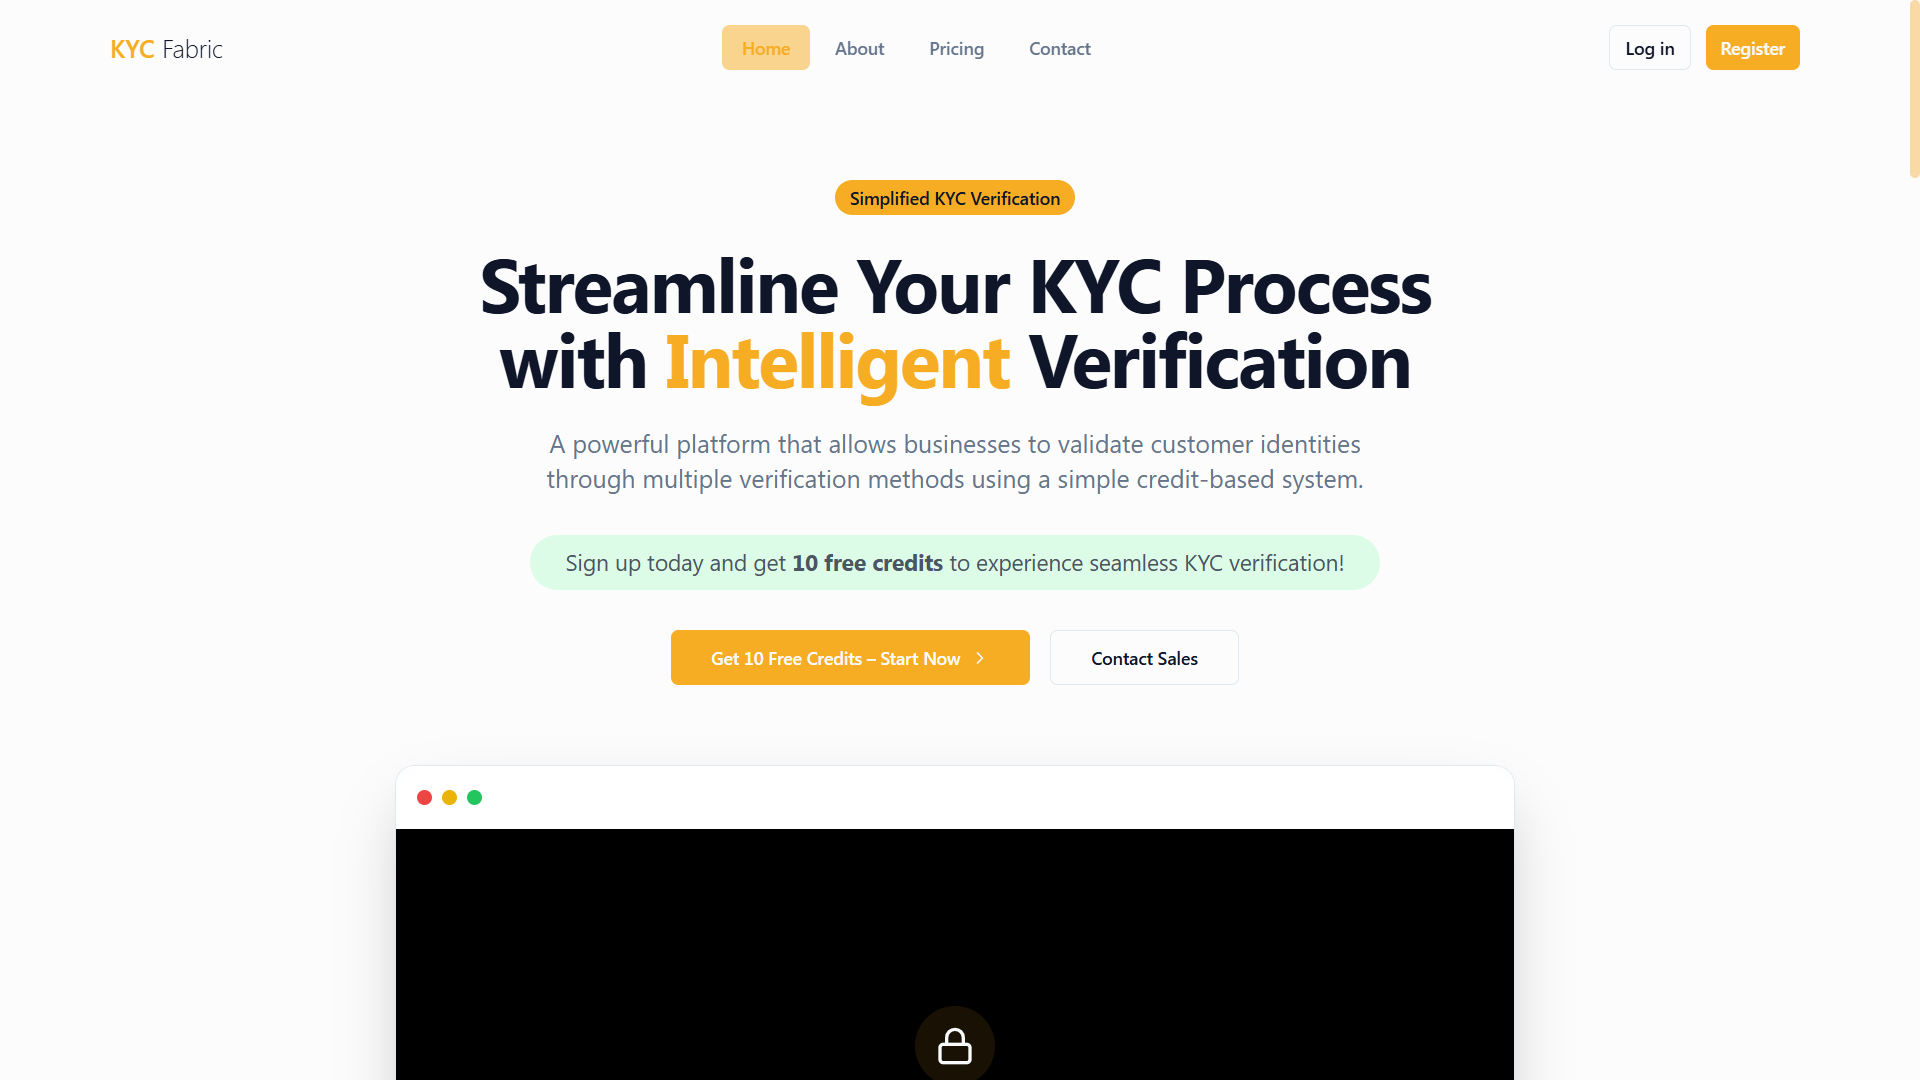 KYC Fabric
Home
About
Pricing
Contact
Log in
Register
Simplified KYC Verification
Streamline Your KYC Process
with Intelligent Verification
A powerful platform that allows businesses to validate customer identities
through multiple verification methods using a simple credit-based system.
Sign up today and get 10 free credits to experience seamless KYC verification!
Get 10 Free Credits – Start Now
Contact Sales